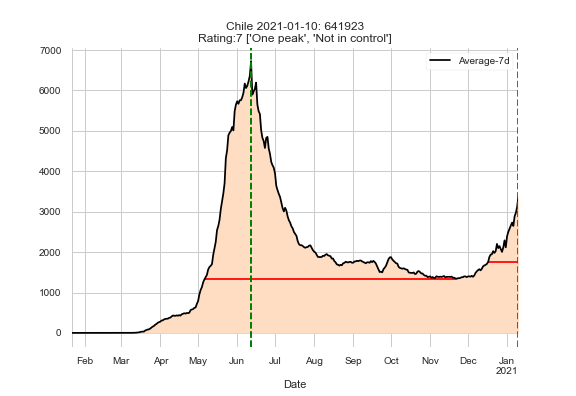 Chile 2021-01-10: 641923
Rating:7 ['One peak', 'Not in control']
Average-7d
7000
6000
5000
4000
3000
2000
1000
0
Feb Mar Apr May Jun Jul Aug Sep Oct Nov Dec Jan
2021
Date